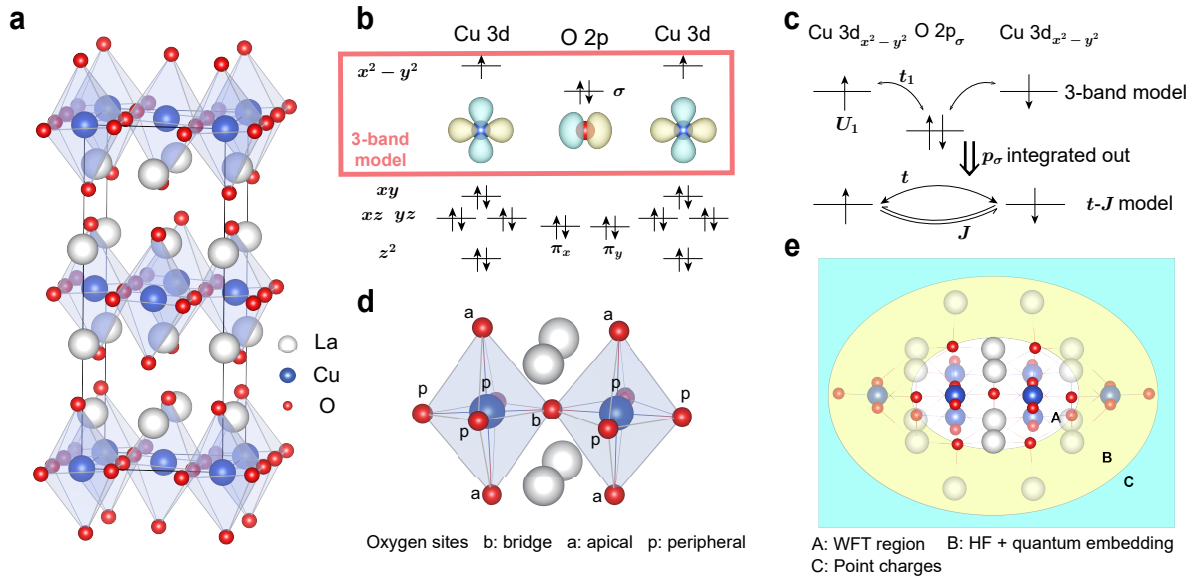 a
La
Cu
O
b
Cu 3d O 2p Cu 3d
x² − y²
σ
3-band
model
xy
xz yz
π_x π_y
z²
c
Cu 3d_{x²−y²} O 2p_σ Cu 3d_{x²−y²}
t₁
U₁
3-band model
p_σ integrated out
t
t-J model
J
d
a a
p p p p
b
p p
a a
Oxygen sites b: bridge a: apical p: peripheral
e
A
B
C
A: WFT region B: HF + quantum embedding
C: Point charges